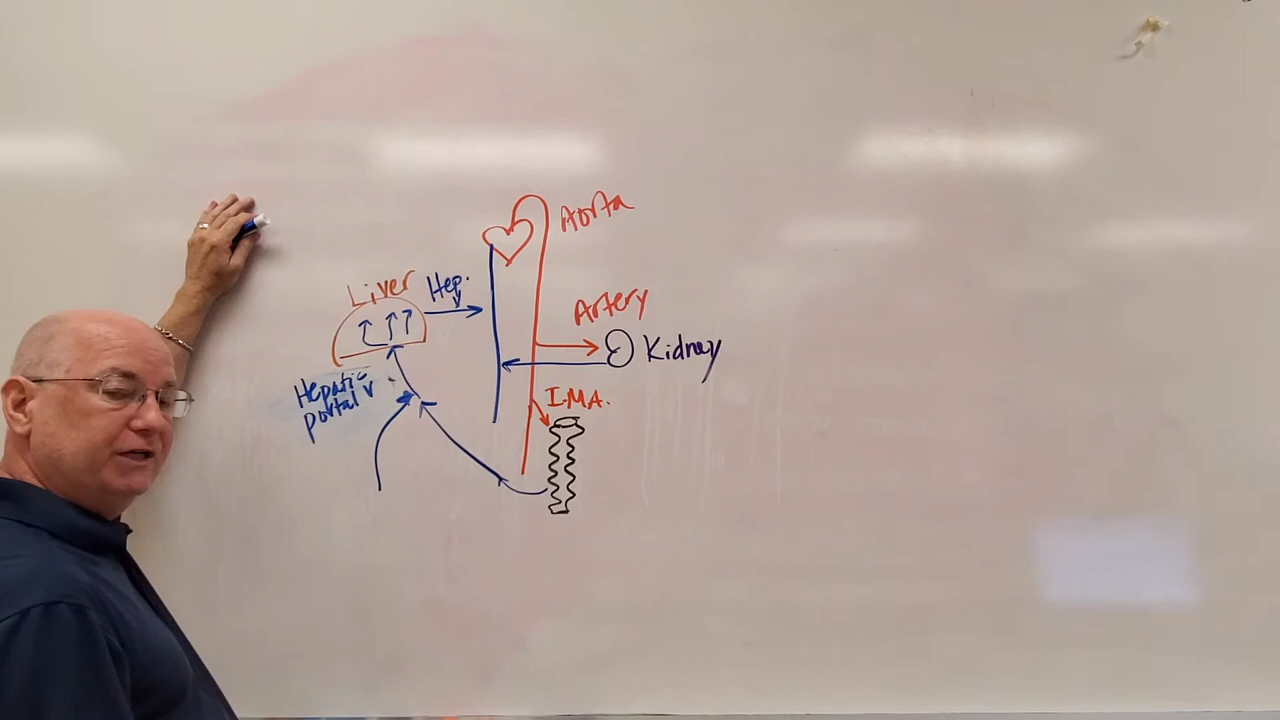 Aorta
Liver
Hep.
v
Artery
Kidney
Hepatic
portal v
I.M.A.